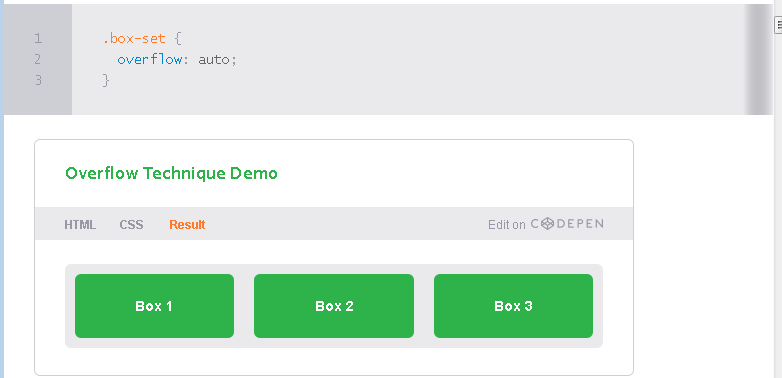 1 .box-set {
2 overflow: auto;
3 }
Overflow Technique Demo
HTML CSS Result Edit on CODEPEN
Box 1 Box 2 Box 3